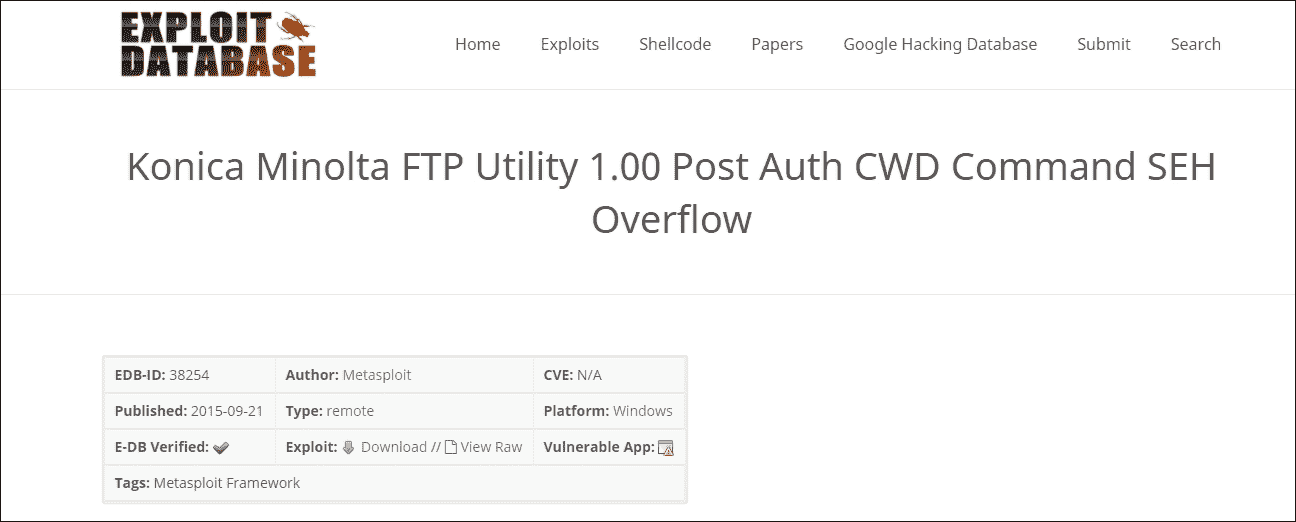 EXPLOIT
DATABASE
Home Exploits Shellcode Papers Google Hacking Database Submit Search
Konica Minolta FTP Utility 1.00 Post Auth CWD Command SEH
Overflow
EDB-ID: 38254 Author: Metasploit CVE: N/A
Published: 2015-09-21 Type: remote Platform: Windows
E-DB Verified: Exploit: Download // View Raw Vulnerable App:
Tags: Metasploit Framework